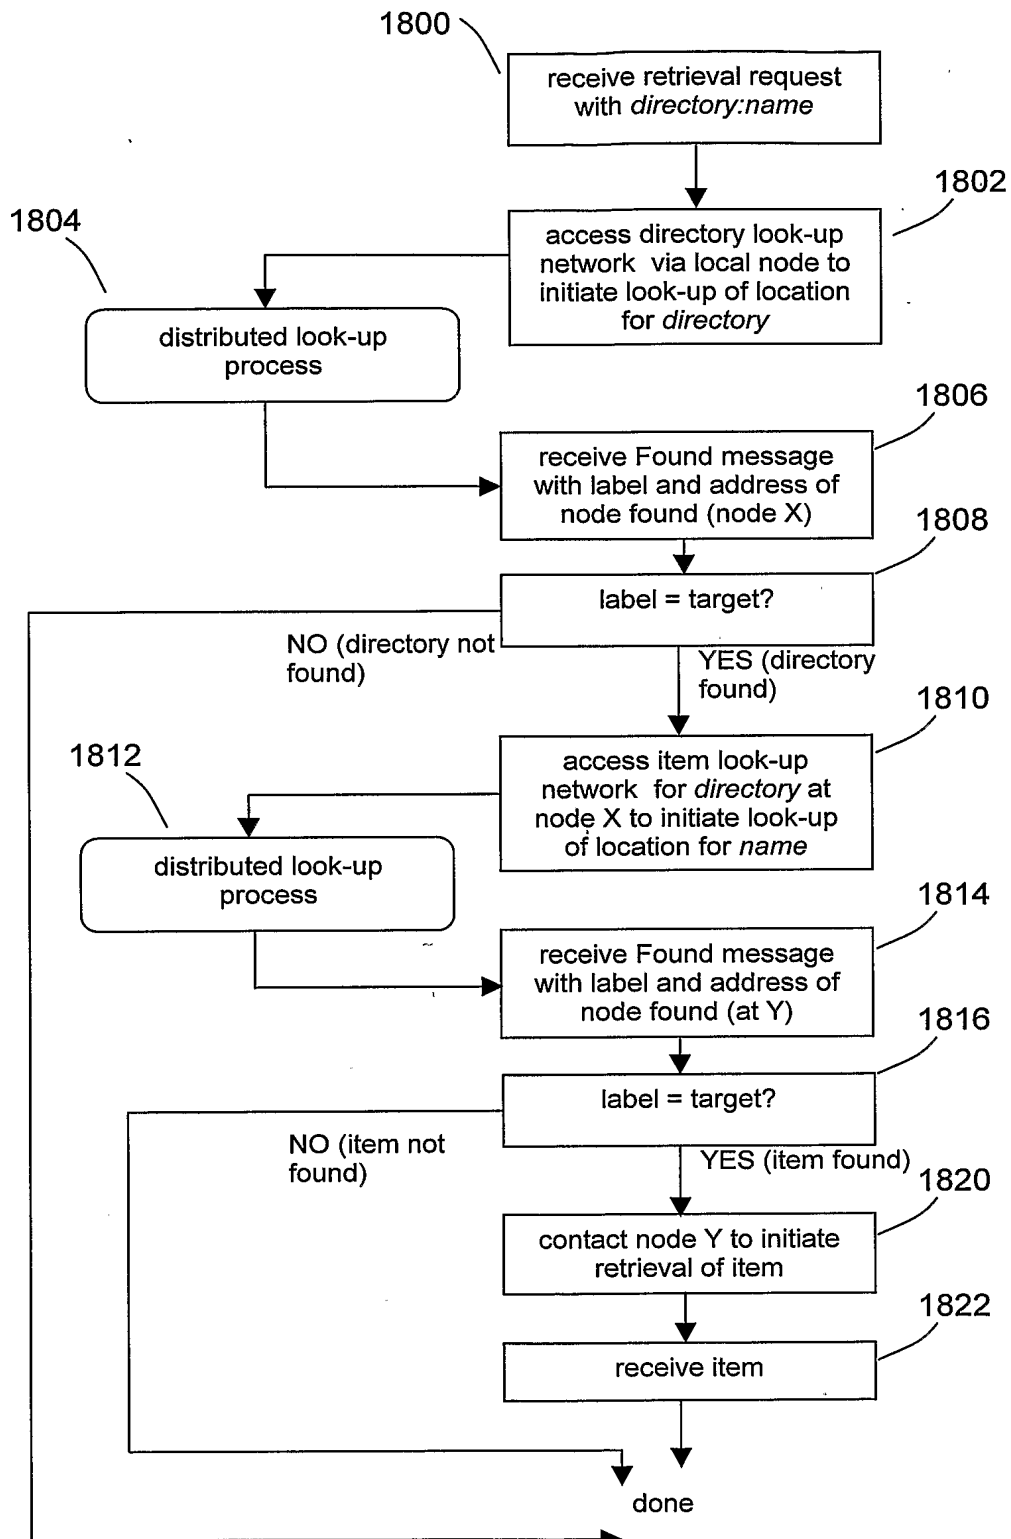 1800
receive retrieval request
with directory:name
1802
access directory look-up
network via local node to
initiate look-up of location
for directory
1804
distributed look-up
process
1806
receive Found message
with label and address of
node found (node X)
1808
label = target?
NO (directory not
found)
YES (directory
found)
1810
access item look-up
network for directory at
node X to initiate look-up
of location for name
1812
distributed look-up
process
1814
receive Found message
with label and address of
node found (at Y)
1816
label = target?
NO (item not
found)
YES (item found)
1820
contact node Y to initiate
retrieval of item
1822
receive item
done